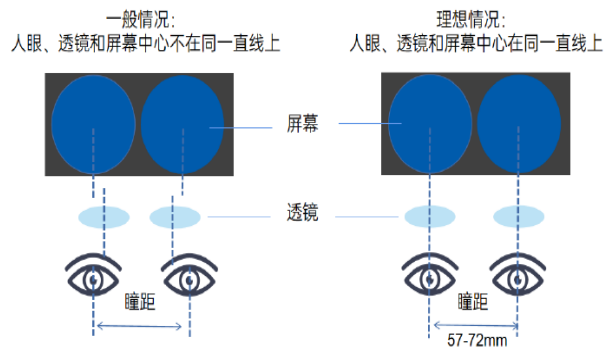 一般情况：
人眼、透镜和屏幕中心不在同一直线上
理想情况：
人眼、透镜和屏幕中心在同一直线上
屏幕
透镜
瞳距
瞳距
57-72mm